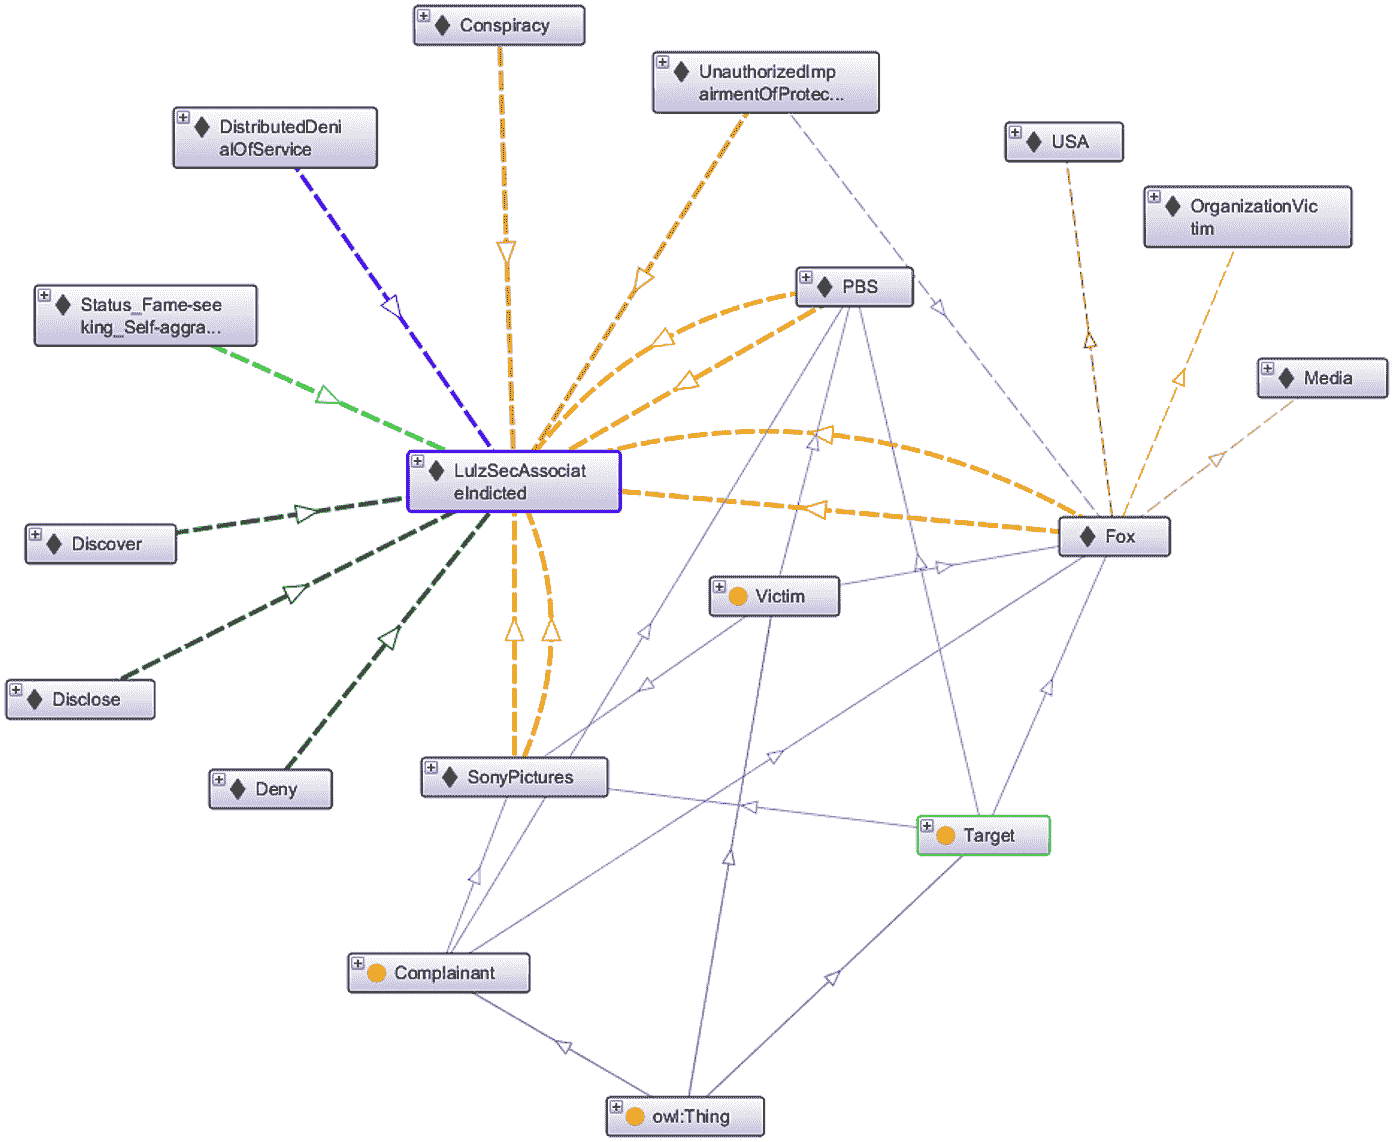 Conspiracy
UnauthorizedImp
airmentOfProtec...
DistributedDeni
alOfService
USA
OrganizationVic
tim
PBS
Status_Fame-see
king_Self-aggra...
Media
LulzSecAssociat
eIndicted
Discover
Fox
Victim
Disclose
SonyPictures
Deny
Target
Complainant
owl:Thing